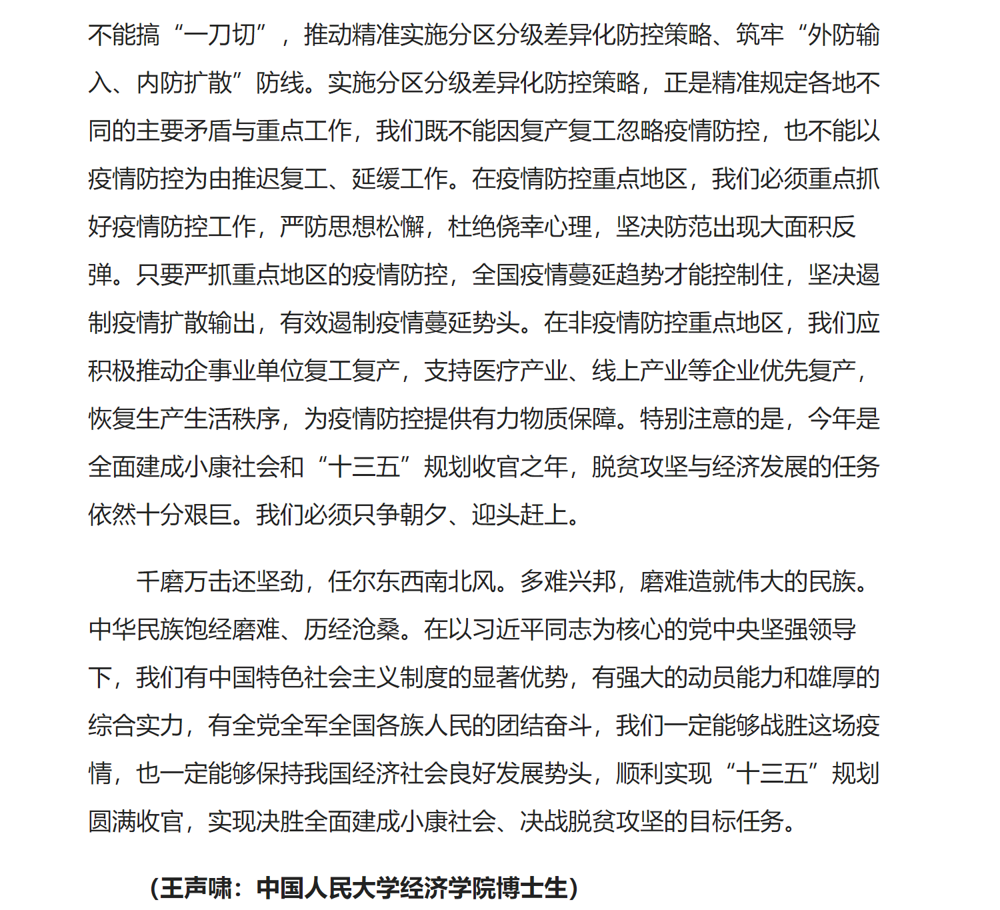 不能搞“一刀切”，推动精准实施分区分级差异化防控策略、筑牢“外防输
入、内防扩散”防线。实施分区分级差异化防控策略，正是精准规定各地不
同的主要矛盾与重点工作，我们既不能因复产复工忽略疫情防控，也不能以
疫情防控为由推迟复工、延缓工作。在疫情防控重点地区，我们必须重点抓
好疫情防控工作，严防思想松懈，杜绝侥幸心理，坚决防范出现大面积反
弹。只要严抓重点地区的疫情防控，全国疫情蔓延趋势才能控制住，坚决遏
制疫情扩散输出，有效遏制疫情蔓延势头。在非疫情防控重点地区，我们应
积极推动企事业单位复工复产，支持医疗产业、线上产业等企业优先复产，
恢复生产生活秩序，为疫情防控提供有力物质保障。特别注意的是，今年是
全面建成小康社会和“十三五”规划收官之年，脱贫攻坚与经济发展的任务
依然十分艰巨。我们必须只争朝夕、迎头赶上。
千磨万击还坚劲，任尔东西南北风。多难兴邦，磨难造就伟大的民族。
中华民族饱经磨难、历经沧桑。在以习近平同志为核心的党中央坚强领导
下，我们有中国特色社会主义制度的显著优势，有强大的动员能力和雄厚的
综合实力，有全党全军全国各族人民的团结奋斗，我们一定能够战胜这场疫
情，也一定能够保持我国经济社会良好发展势头，顺利实现“十三五”规划
圆满收官，实现决胜全面建成小康社会、决战脱贫攻坚的目标任务。
（王声啸：中国人民大学经济学院博士生）